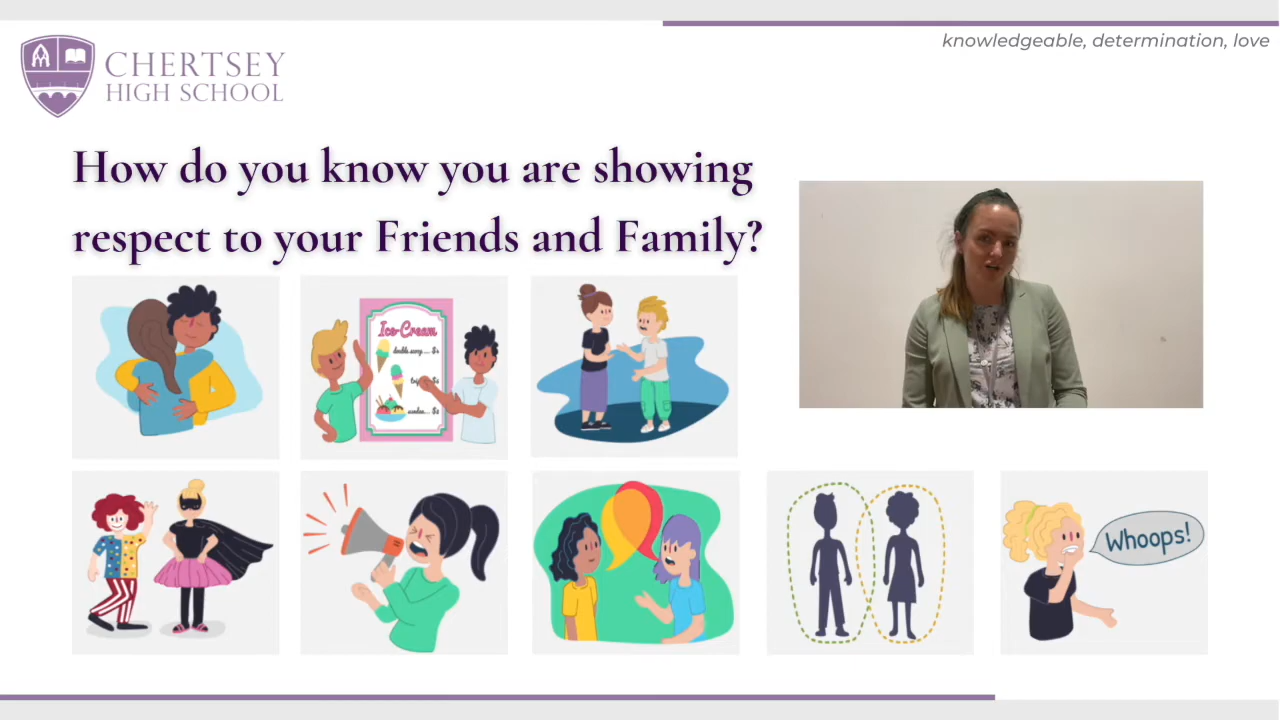 knowledgeable, determination, love
CHERTSEY
HIGH SCHOOL
How do you know you are showing
respect to your Friends and Family?
Ice-Cream
Whoops!